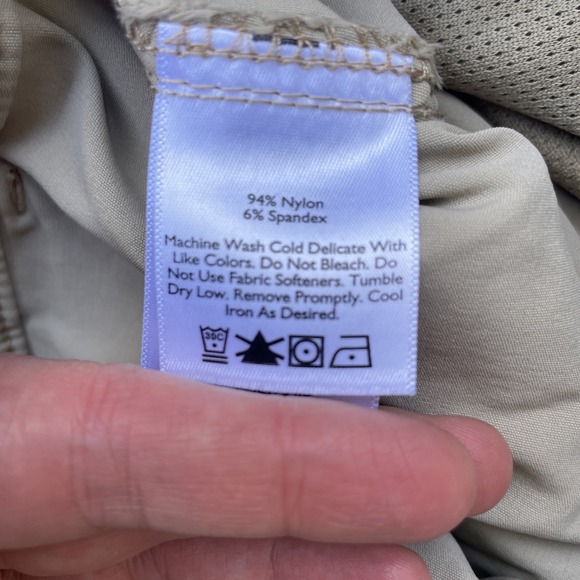 94% Nylon
6% Spandex
Machine Wash Cold Delicate With
Like Colors. Do Not Bleach. Do
Not Use Fabric Softeners. Tumble
Dry Low. Remove Promptly. Cool
Iron As Desired.
30C